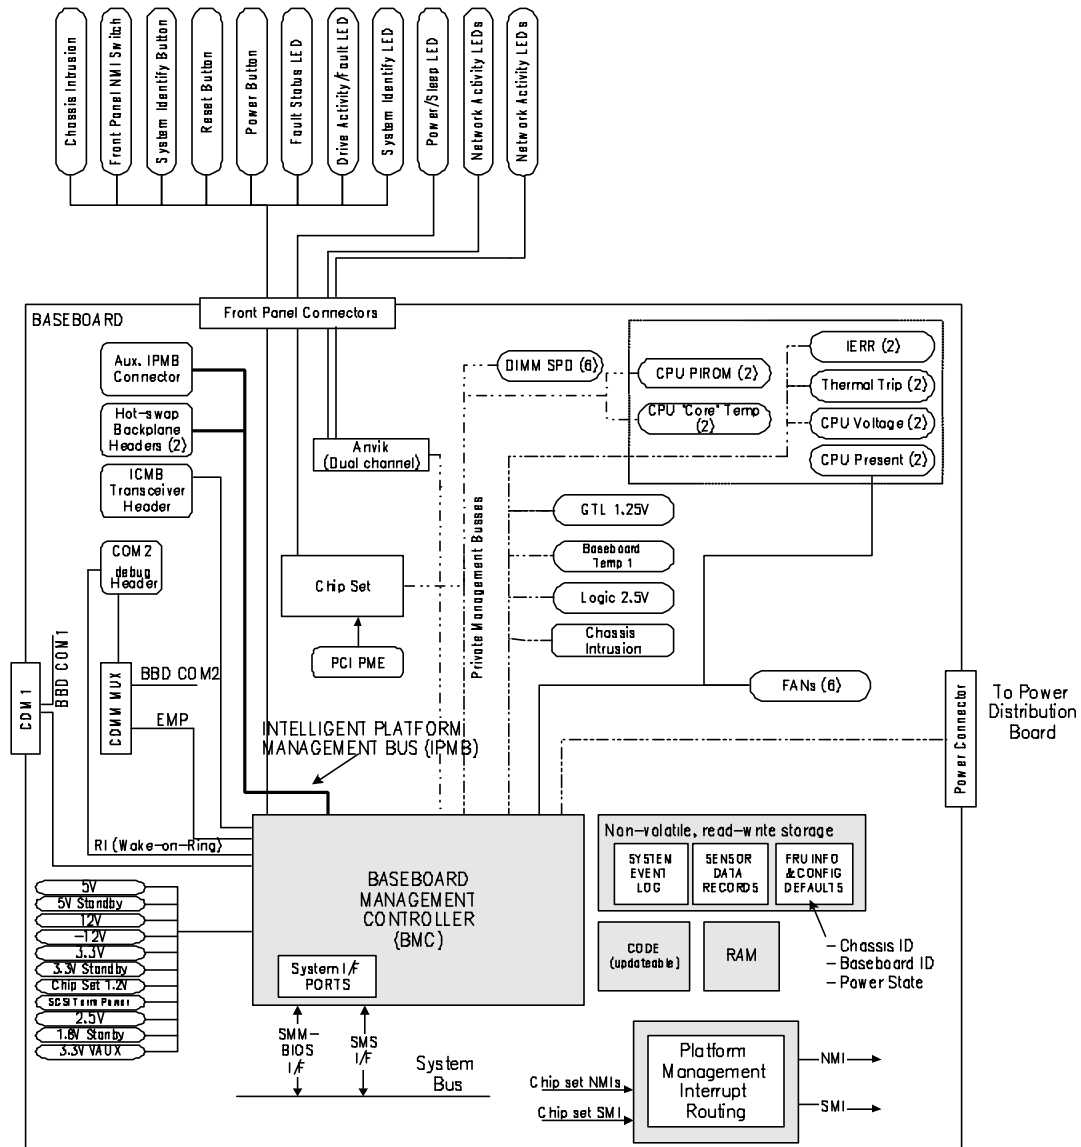 Chassis Intrusion
Front Panel NMI Switch
System Identify Button
Reset Button
Power Button
Fault Status LED
Drive Activity/Fault LED
System Identify LED
Power/Sleep LED
Network Activity LEDs
Network Activity LEDs
Front Panel Connectors
BASEBOARD
Aux. IPMB
Connector
Hot-swap
Backplane
Headers (2)
ICMB
Transceiver
Header
COM2
debug
Header
Anvik
(Dual channel)
DIMM SPD (6)
CPU PIROM (2)
CPU "Core" Temp
(2)
IERR (2)
Thermal Trip (2)
CPU Voltage (2)
CPU Present (2)
Private Management Busses
GTL 1.25V
Baseboard
Temp 1
Logic 2.5V
Chassis
Intrusion
Chip Set
PCI PME
FANs (6)
COM 1
BBD COM1
COMM MUX
BBD COM2
EMP
INTELLIGENT PLATFORM
MANAGEMENT BUS (IPMB)
Power Connector
To Power
Distribution
Board
RI (Wake-on-Ring)
BASEBOARD
MANAGEMENT
CONTROLLER
(BMC)
System I/F
PORTS
Non-volatile, read-write storage
SYSTEM
EVENT
LOG
SENSOR
DATA
RECORDS
FRU INFO
& CONFIG
DEFAULTS
CODE
(updateable)
RAM
- Chassis ID
- Baseboard ID
- Power State
5V
5V Standby
12V
-12V
3.3V
3.3V Standby
Chip Set 1.2V
SCSI Term Power
2.5V
1.8V Stanby
3.3V VAUX
SMM-
BIOS
I/F
SMS
I/F
System
Bus
Chip set NMIs
Chip set SMI
Platform
Management
Interrupt
Routing
NMI
SMI